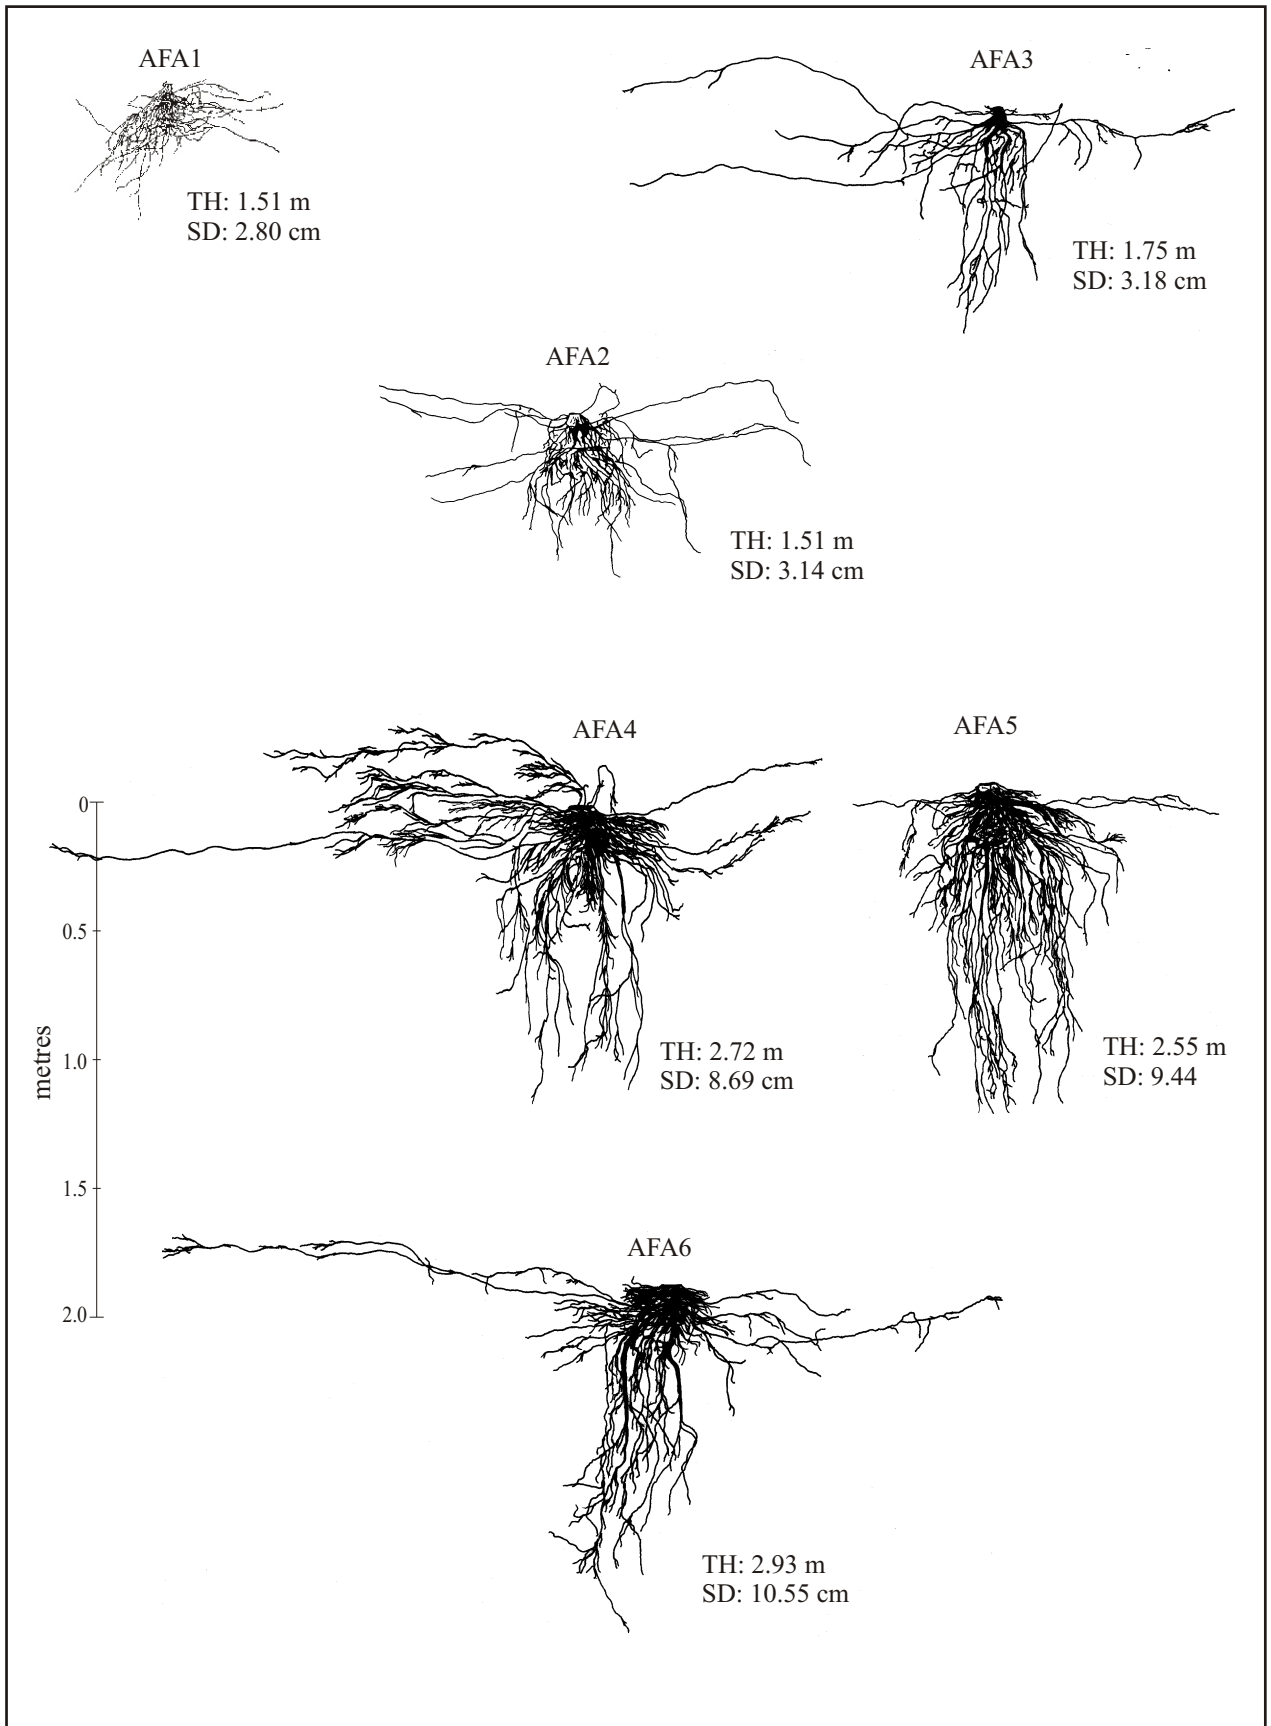 AFA1
TH: 1.51 m
SD: 2.80 cm
AFA3
TH: 1.75 m
SD: 3.18 cm
AFA2
TH: 1.51 m
SD: 3.14 cm
AFA4
TH: 2.72 m
SD: 8.69 cm
AFA5
TH: 2.55 m
SD: 9.44
0
0.5
1.0
1.5
2.0
metres
AFA6
TH: 2.93 m
SD: 10.55 cm